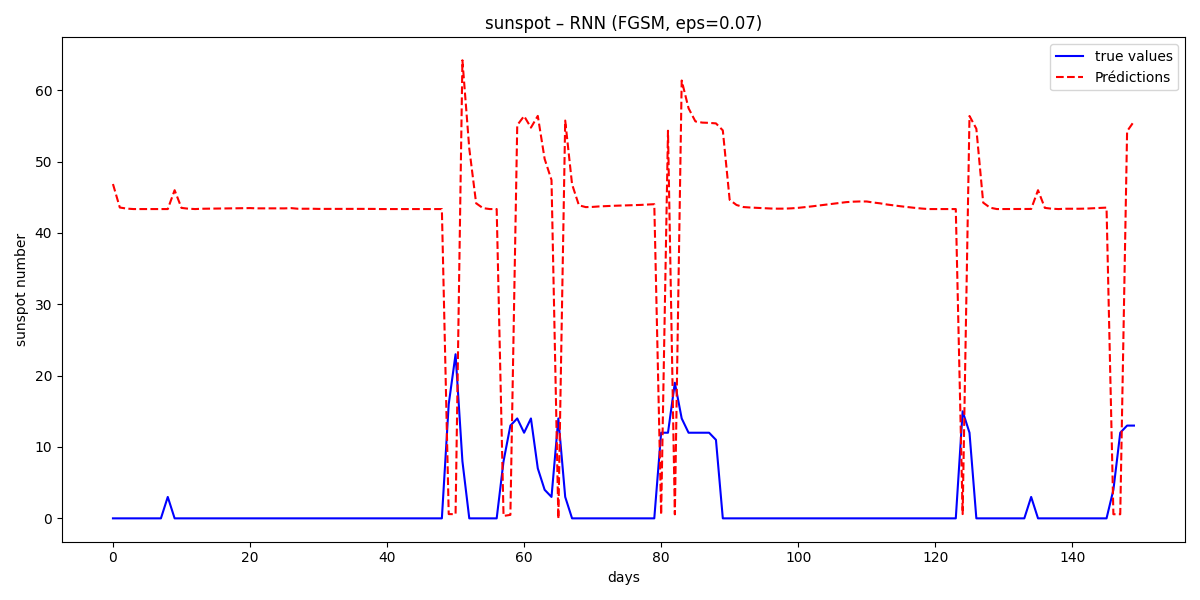 sunspot – RNN (FGSM, eps=0.07)
true values
Prédictions
sunspot number
60
50
40
30
20
10
0
0 20 40 60 80 100 120 140
days